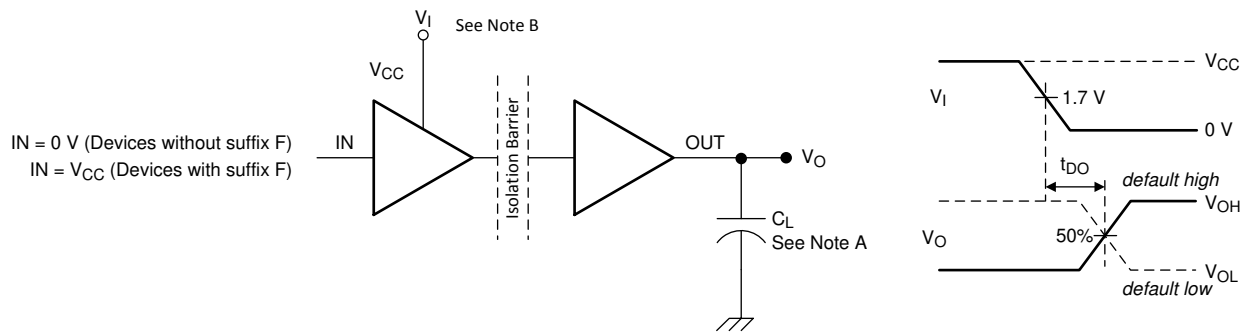 V_I
See Note B
V_CC
Isolation Barrier
IN = 0 V (Devices without suffix F)
IN = V_CC (Devices with suffix F)
IN
OUT
V_O
C_L
See Note A
V_I
V_CC
1.7 V
0 V
t_DO
default high
V_OH
V_O
50%
V_OL
default low